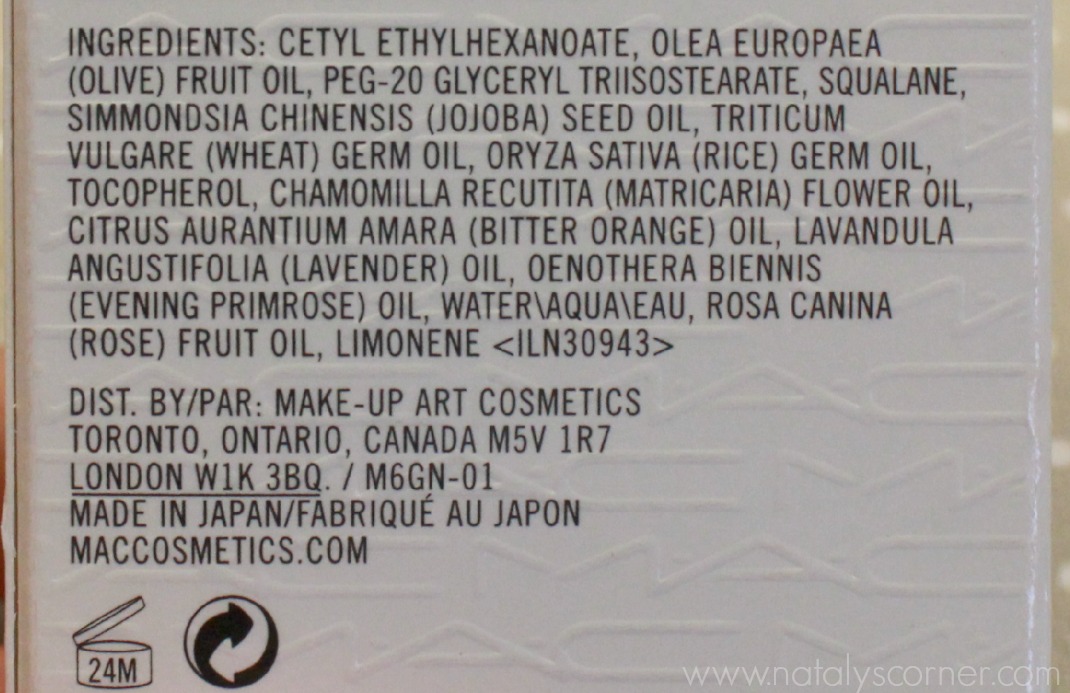 INGREDIENTS: CETYL ETHYLHEXANOATE, OLEA EUROPAEA
(OLIVE) FRUIT OIL, PEG-20 GLYCERYL TRIISOSTEARATE, SQUALANE,
SIMMONDSIA CHINENSIS (JOJOBA) SEED OIL, TRITICUM
VULGARE (WHEAT) GERM OIL, ORYZA SATIVA (RICE) GERM OIL,
TOCOPHEROL, CHAMOMILLA RECUTITA (MATRICARIA) FLOWER OIL,
CITRUS AURANTIUM AMARA (BITTER ORANGE) OIL, LAVANDULA
ANGUSTIFOLIA (LAVENDER) OIL, OENOTHERA BIENNIS
(EVENING PRIMROSE) OIL, WATER\AQUA\EAU, ROSA CANINA
(ROSE) FRUIT OIL, LIMONENE <ILN30943>
DIST. BY/PAR: MAKE-UP ART COSMETICS
TORONTO, ONTARIO, CANADA M5V 1R7
LONDON W1K 3BQ. / M6GN-01
MADE IN JAPAN/FABRIQUÉ AU JAPON
MACCOSMETICS.COM
24M
www.natalyscorner.com